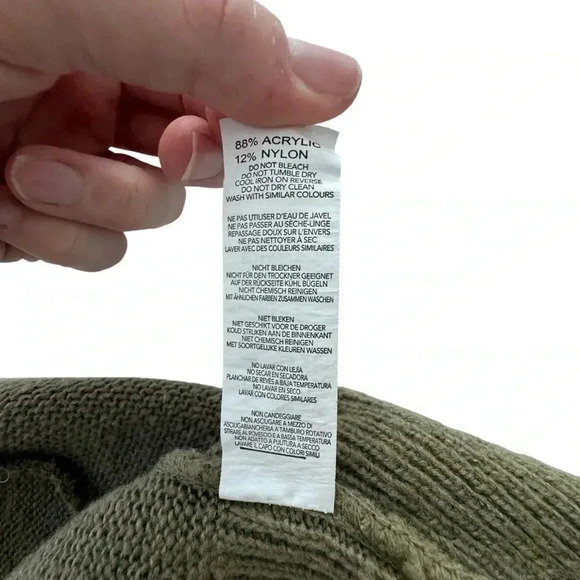 88% ACRYLIC
12% NYLON
DO NOT BLEACH
DO NOT TUMBLE DRY
COOL IRON ON REVERSE
DO NOT DRY CLEAN
WASH WITH SIMILAR COLOURS
NE PAS UTILISER D'EAU DE JAVEL
NE PAS PASSER AU SÈCHE-LINGE
REPASSAGE DOUX SUR L'ENVERS
NE PAS NETTOYER À SEC
LAVER AVEC DES COULEURS SIMILAIRES
NICHT BLEICHEN
NICHT FÜR DEN TROCKNER GEEIGNET
AUF DER RÜCKSEITE KÜHL BÜGELN
NICHT CHEMISCH REINIGEN
MIT ÄHNLICHEN FARBEN ZUSAMMEN WASCHEN
NIET BLEKEN
NIET GESCHIKT VOOR DE DROGER
KOUD STRIJKEN AAN DE BINNENKANT
NIET CHEMISCH REINIGEN
MET SOORTGELIJKE KLEUREN WASSEN
NO LAVAR CON LEJÍA
NO SECAR EN SECADORA
PLANCHAR DE REVÉS A BAJA TEMPERATURA
NO LAVAR EN SECO
LAVAR CON COLORES SIMILARES
NON CANDEGGIARE
NON ASCIUGARE A MEZZO DI
ASCIUGABIANCHERIA A TAMBURO ROTATIVO
STIRARE AL ROVESCIO E A BASSA TEMPERATURA
NON ADATTO A PULITURA A SECCO
LAVARE IL CAPO CON COLORI SIMILI